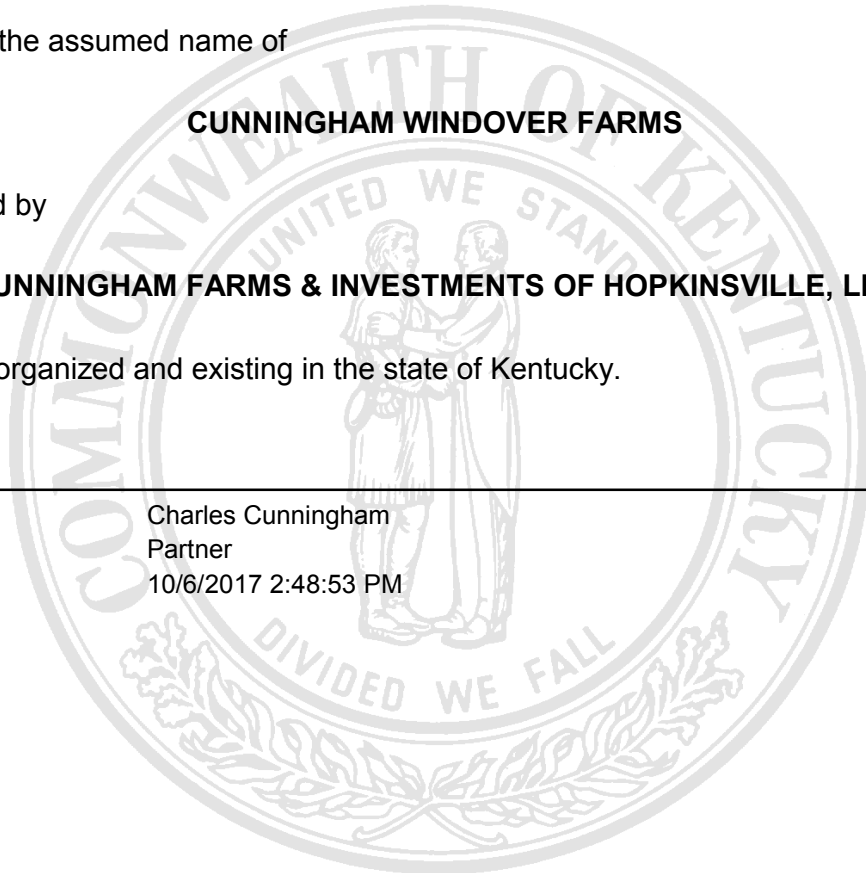 the assumed name of
CUNNINGHAM WINDOVER FARMS
d by
UNNINGHAM FARMS & INVESTMENTS OF HOPKINSVILLE,
organized and existing in the state of Kentucky.
Charles Cunningham
Partner
10/6/2017 2:48:53 PM
COMMONWEALTH OF KENTUCKY
UNITED WE STAND
DIVIDED WE FALL